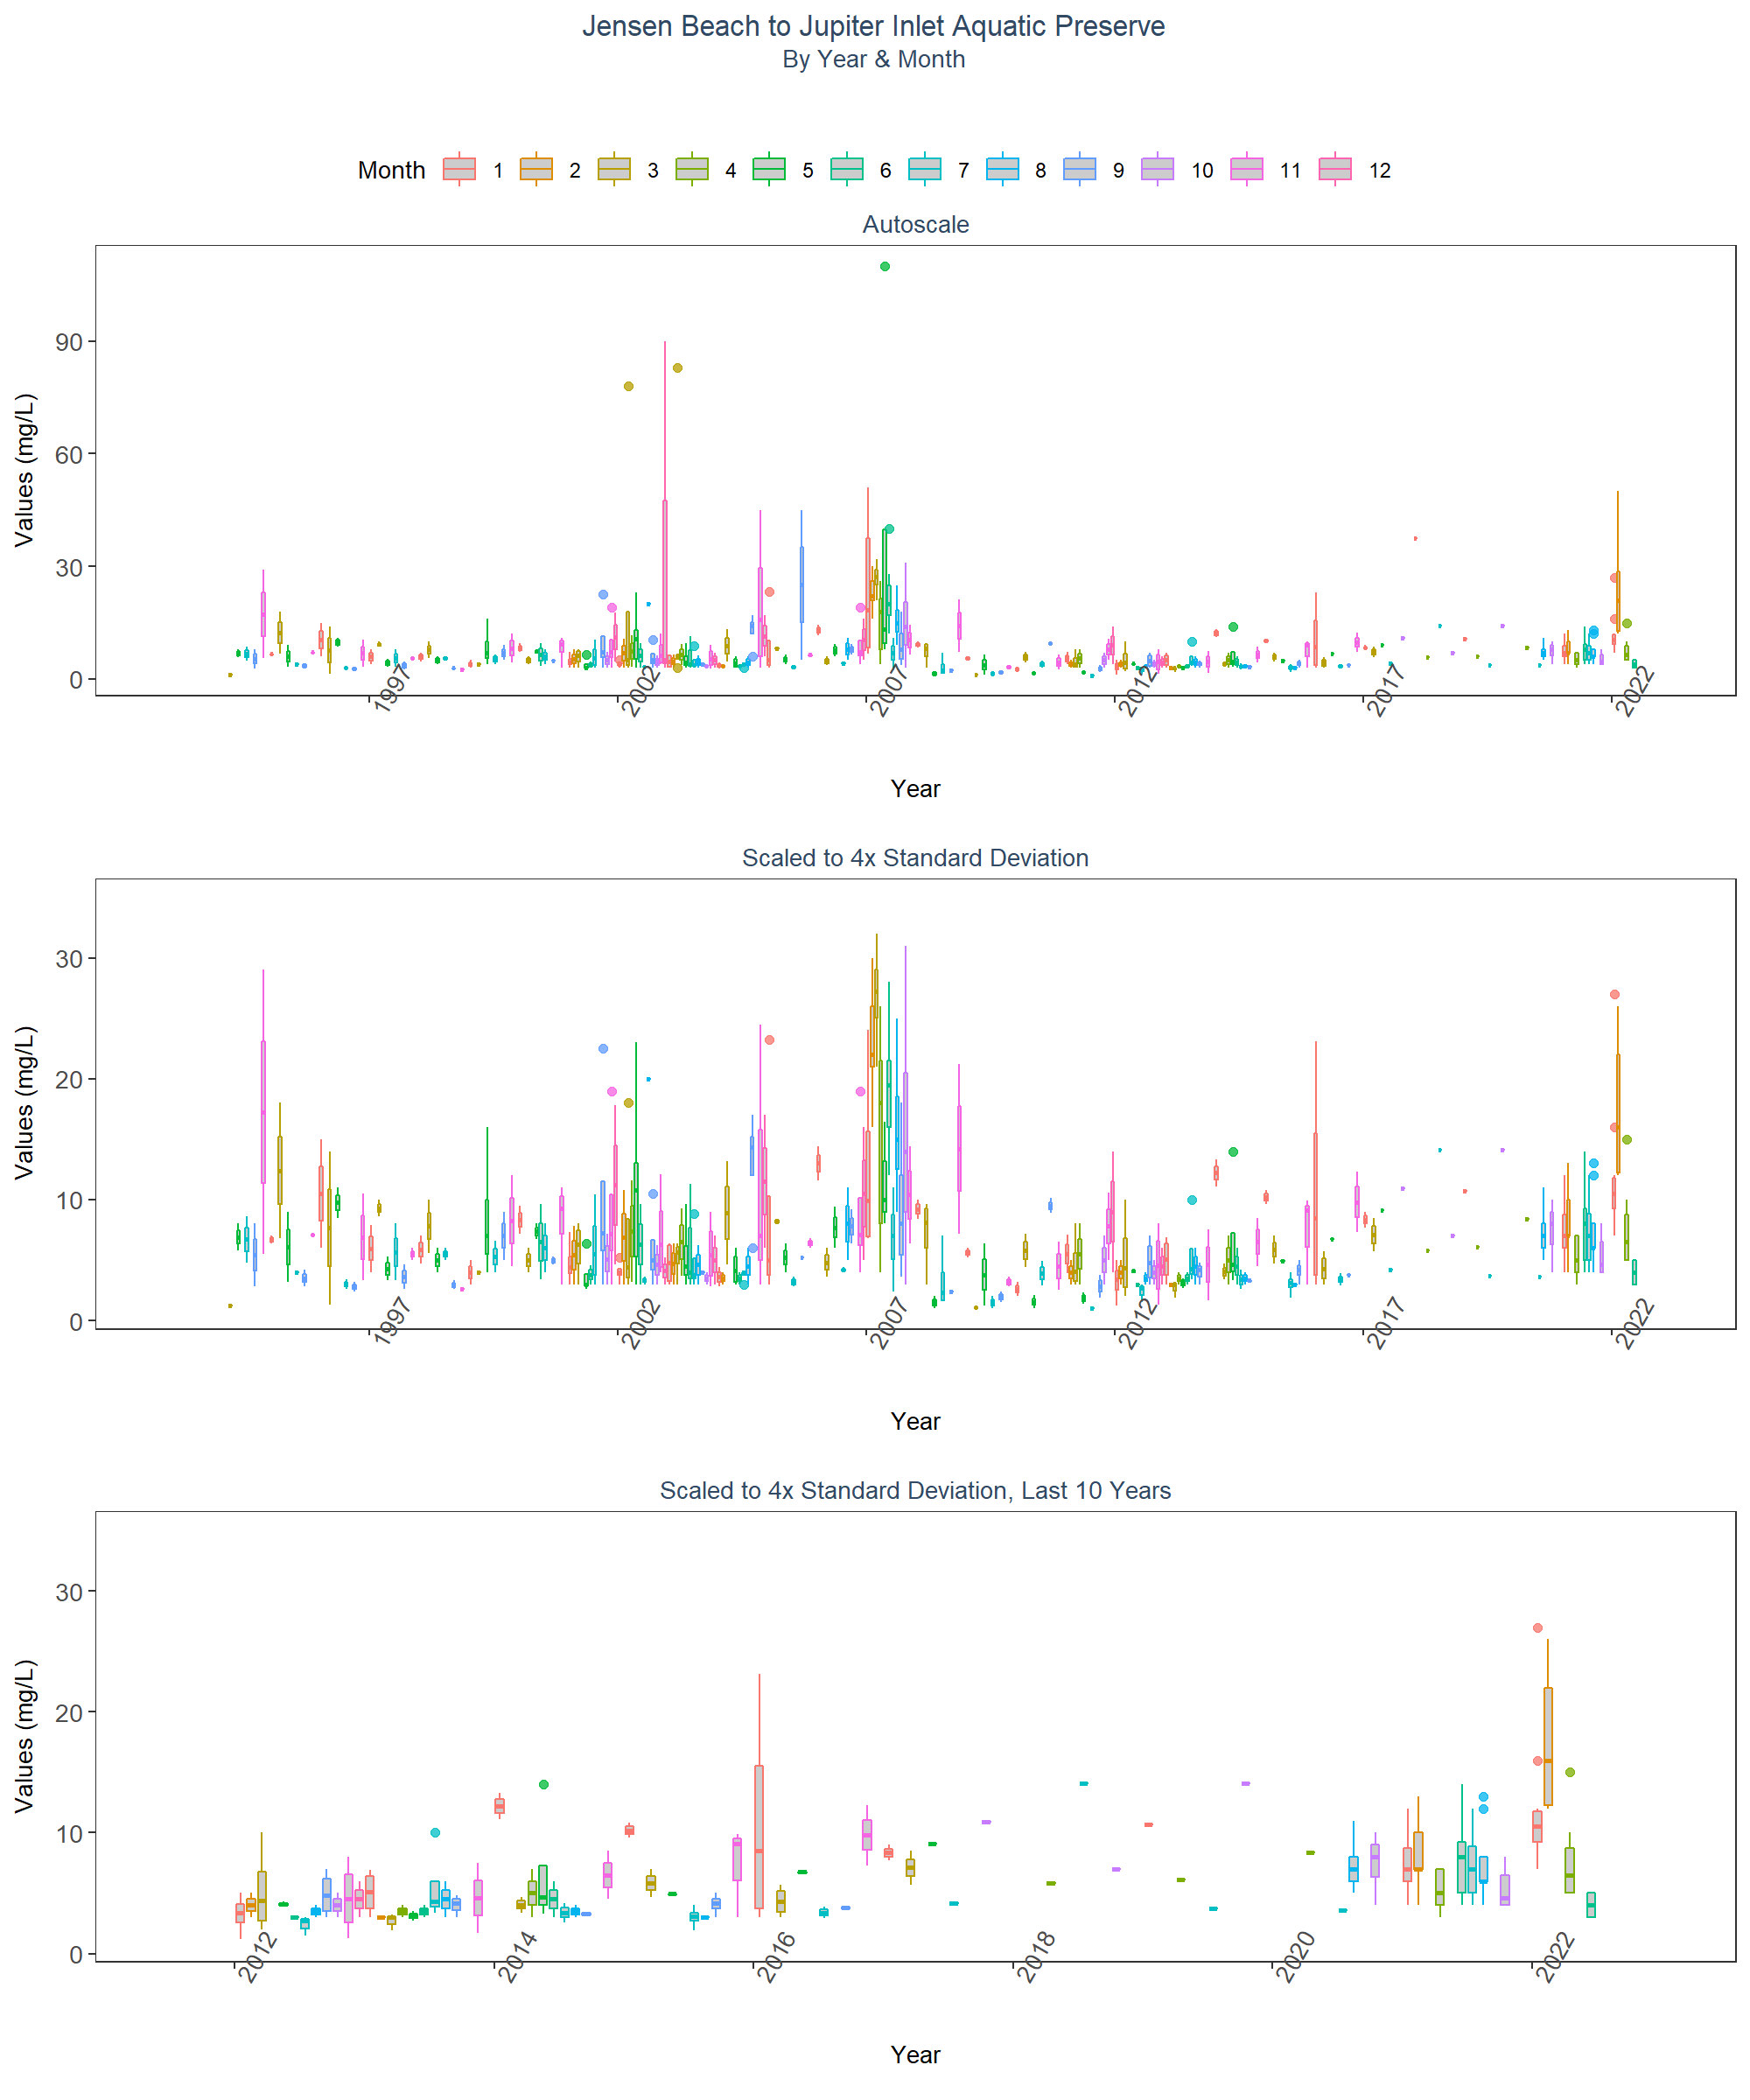 Jensen Beach to Jupiter Inlet Aquatic Preserve
By Year & Month
Month 1 2 3 4 5 6 7 8 9 10 11 12
Autoscale
Values (mg/L)
90
60
30
0
1997 2002 2007 2012 2017 2022
Year
Scaled to 4x Standard Deviation
Values (mg/L)
30
20
10
0
1997 2002 2007 2012 2017 2022
Year
Scaled to 4x Standard Deviation, Last 10 Years
Values (mg/L)
30
20
10
0
2012 2014 2016 2018 2020 2022
Year